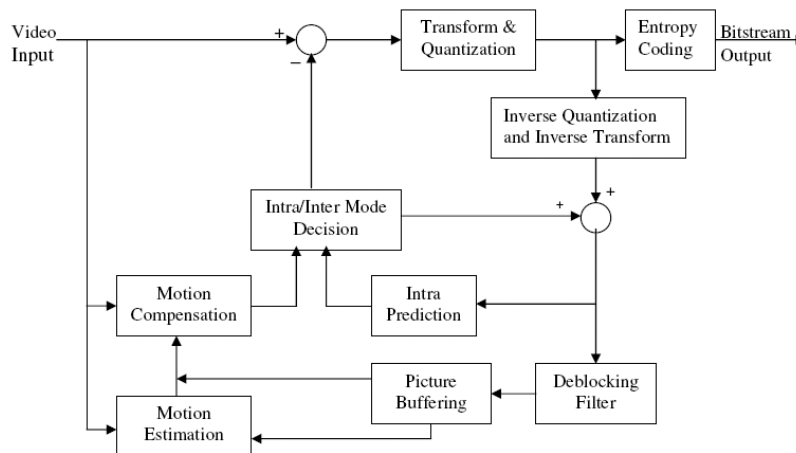 Video
Input
+
−
Transform &
Quantization
Entropy
Coding
Bitstream
Output
Inverse Quantization
and Inverse Transform
+
+
Intra/Inter Mode
Decision
Motion
Compensation
Intra
Prediction
Motion
Estimation
Picture
Buffering
Deblocking
Filter